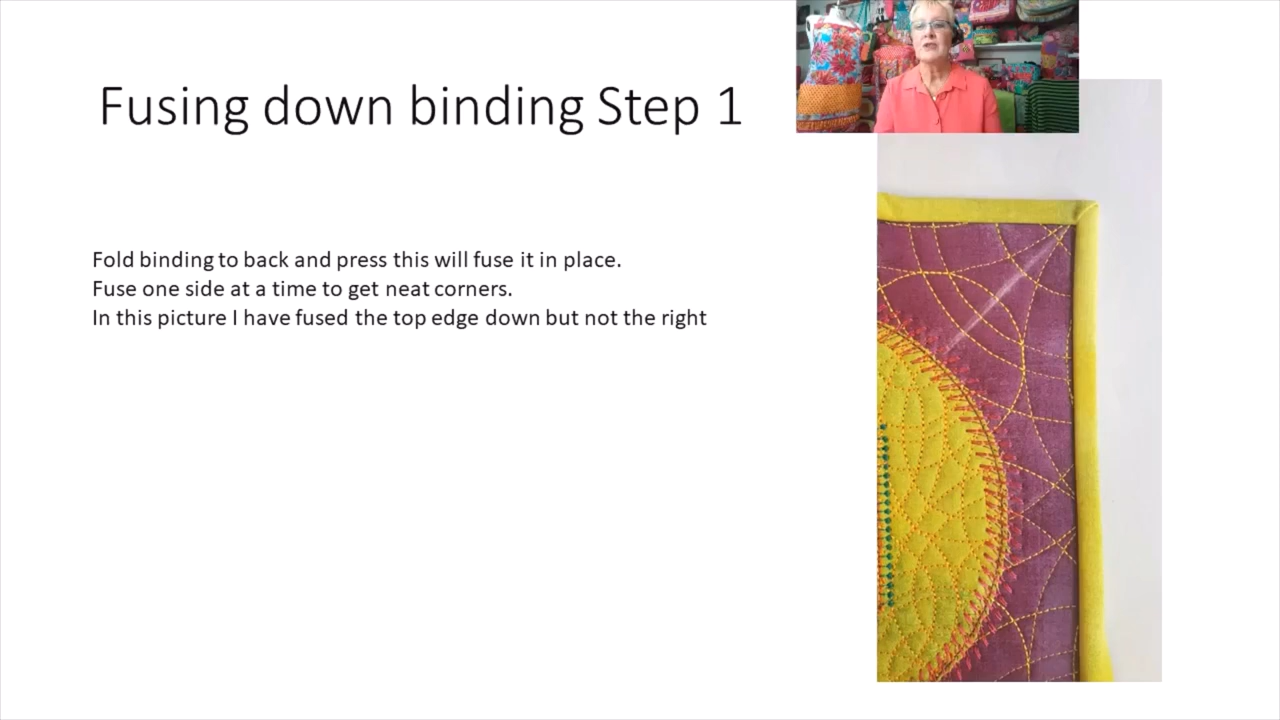 Fusing down binding Step 1
Fold binding to back and press this will fuse it in place.
Fuse one side at a time to get neat corners.
In this picture I have fused the top edge down but not the right